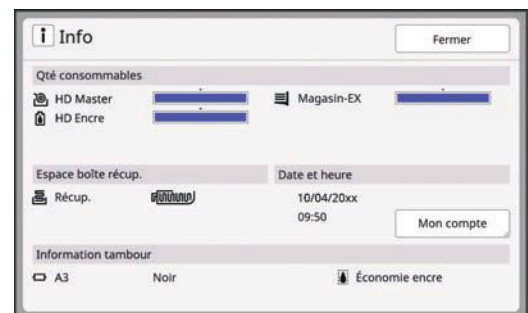 i Info
Fermer
Qté consommables
HD Master
Magasin-EX
HD Encre
Espace boîte récup.
Date et heure
Récup.
10/04/20xx
09:50
Mon compte
Information tambour
A3 Noir Économie encre